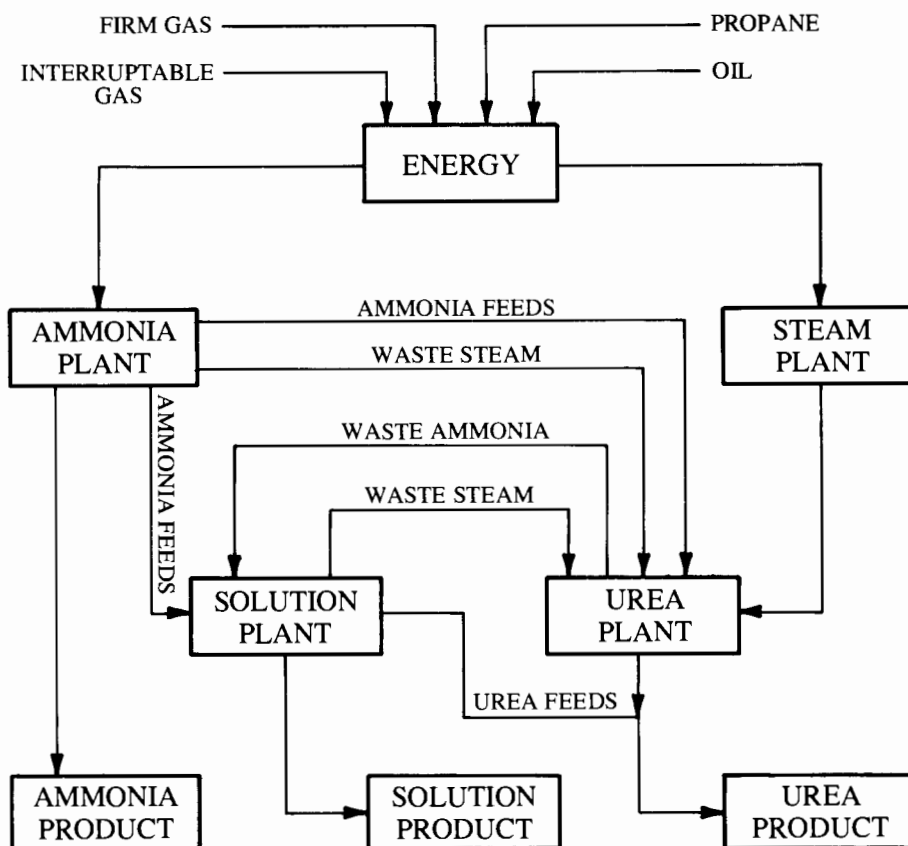 FIRM GAS
PROPANE
INTERRUPTABLE
GAS
OIL
ENERGY
AMMONIA
PLANT
AMMONIA FEEDS
WASTE STEAM
STEAM
PLANT
AMMONIA FEEDS
WASTE AMMONIA
WASTE STEAM
SOLUTION
PLANT
UREA
PLANT
UREA FEEDS
AMMONIA
PRODUCT
SOLUTION
PRODUCT
UREA
PRODUCT